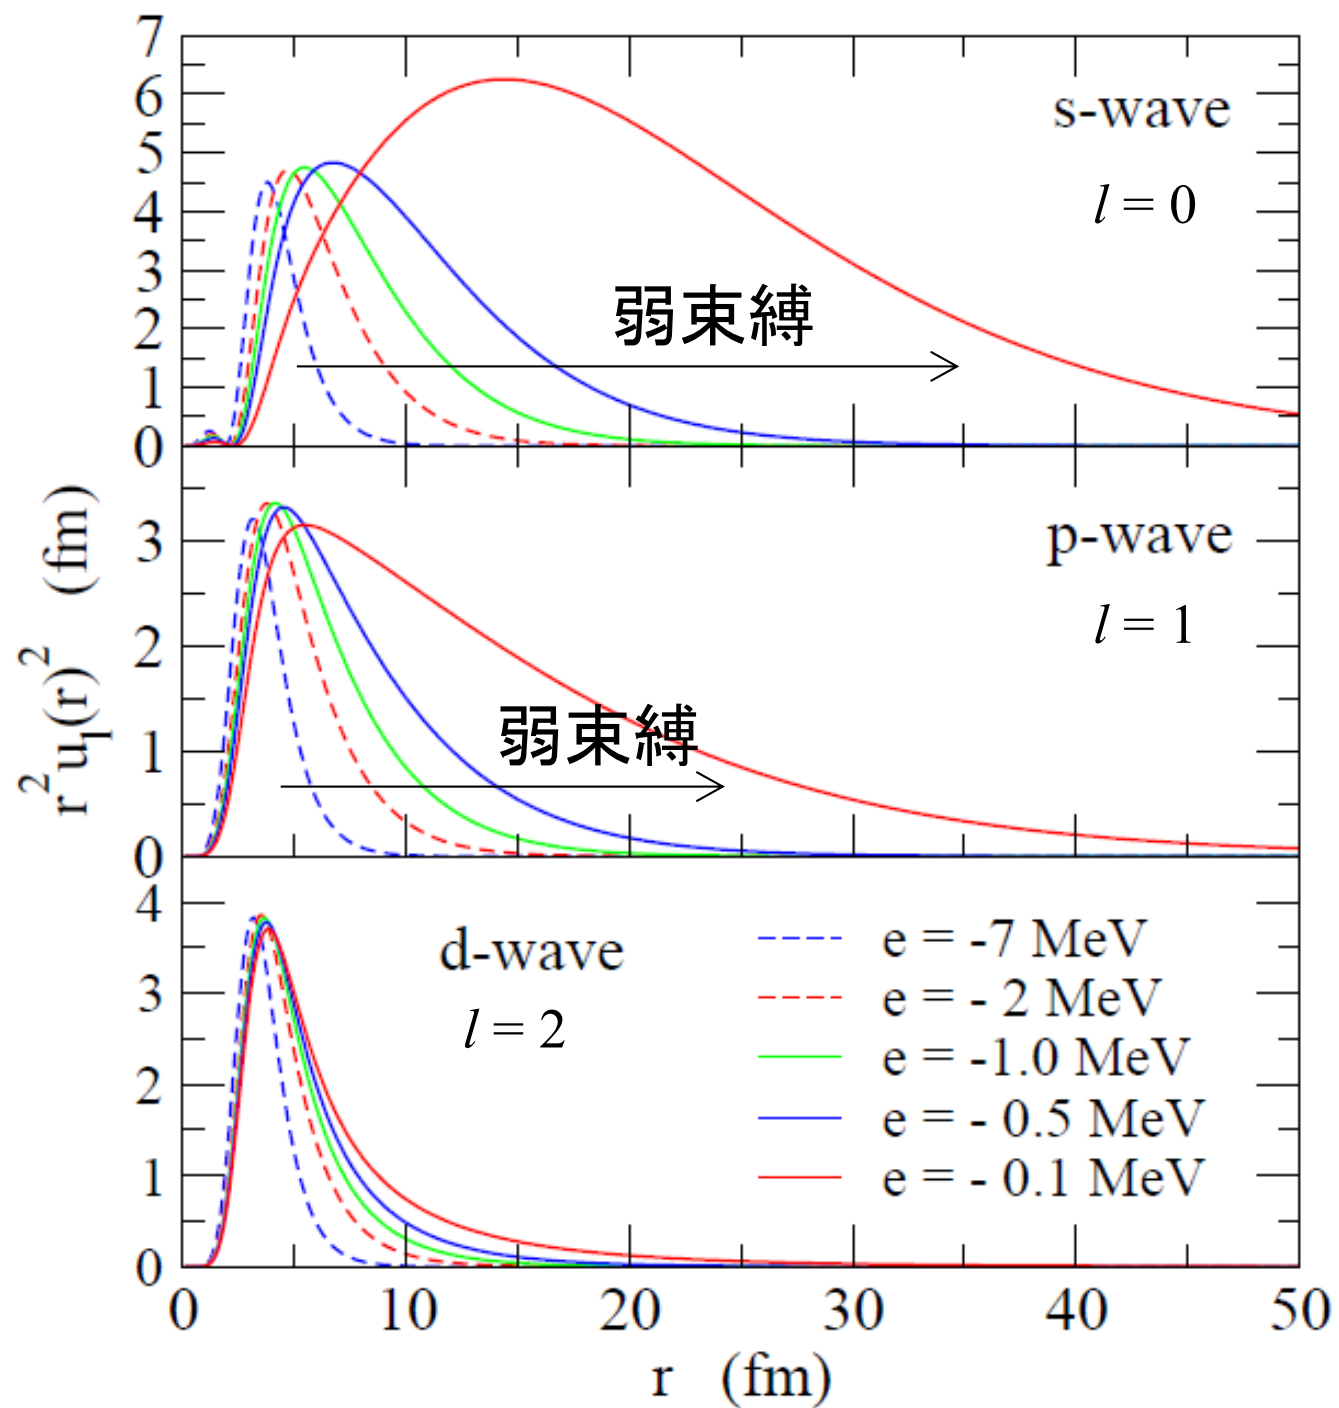 7
6
5
4
3
2
1
0
s-wave
l = 0
弱束縛
3
2
1
0
p-wave
l = 1
弱束縛
r² uₗ(r)² (fm)
4
3
2
1
0
d-wave
l = 2
e = -7 MeV
e = - 2 MeV
e = -1.0 MeV
e = - 0.5 MeV
e = - 0.1 MeV
0 10 20 30 40 50
r (fm)